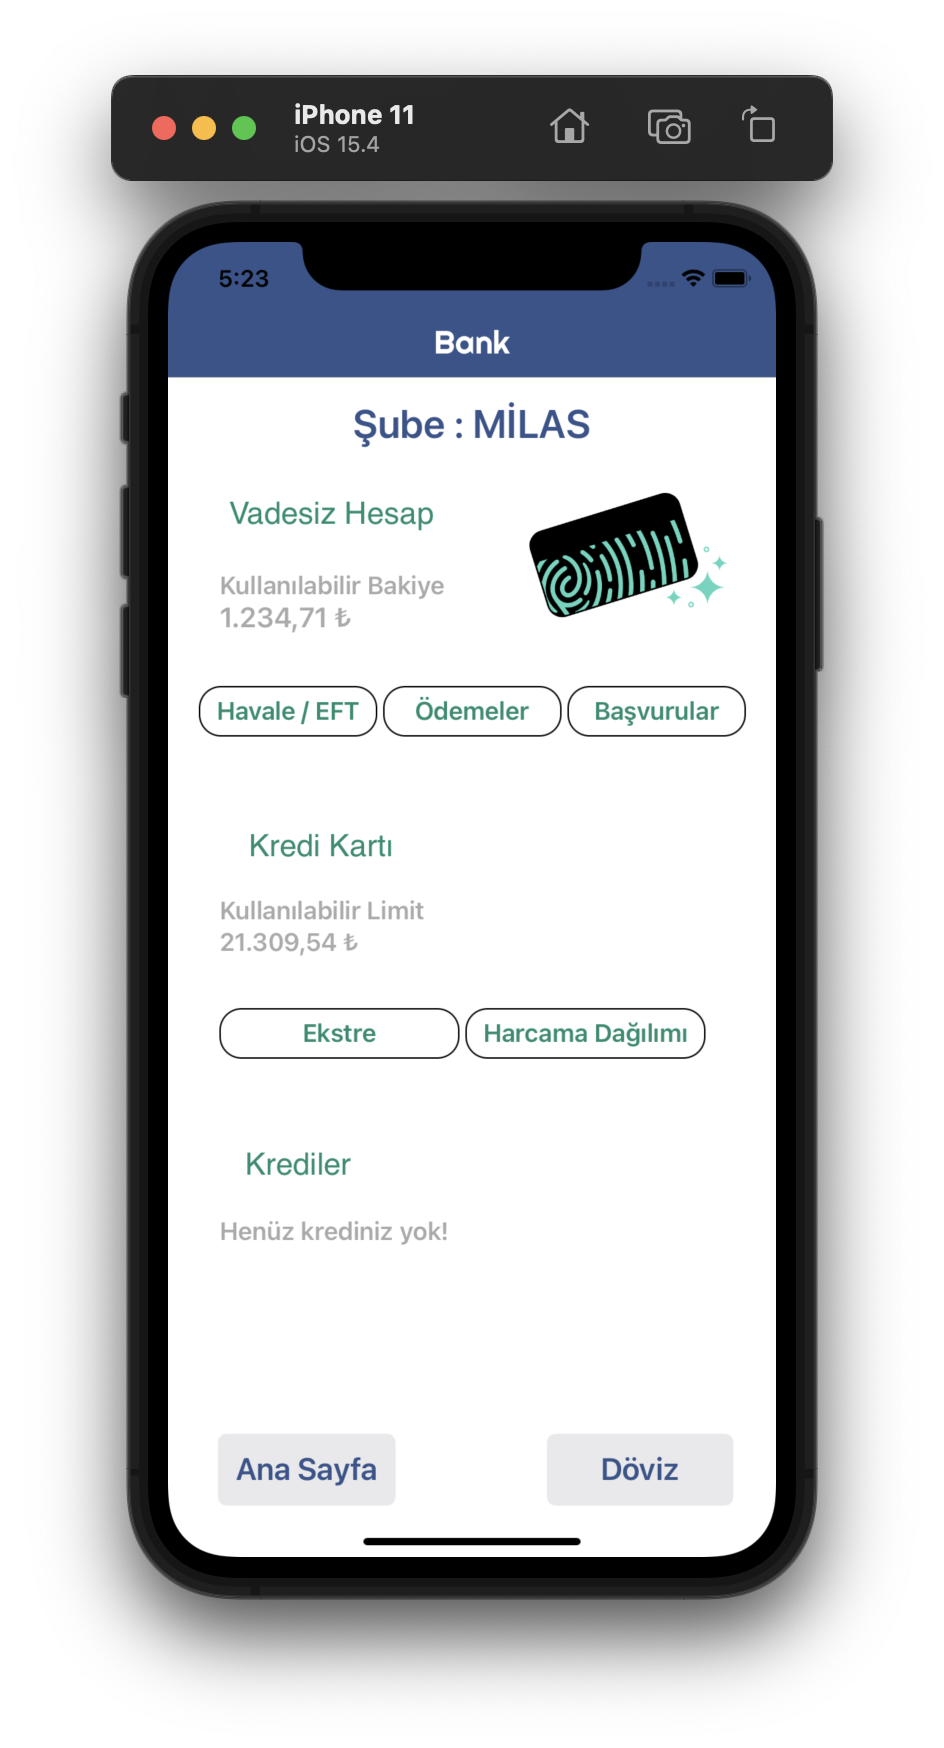 iPhone 11
iOS 15.4
5:23
Bank
Şube : MİLAS
Vadesiz Hesap
Kullanılabilir Bakiye
1.234,71 ₺
Havale / EFT
Ödemeler
Başvurular
Kredi Kartı
Kullanılabilir Limit
21.309,54 ₺
Ekstre
Harcama Dağılımı
Krediler
Henüz krediniz yok!
Ana Sayfa
Döviz